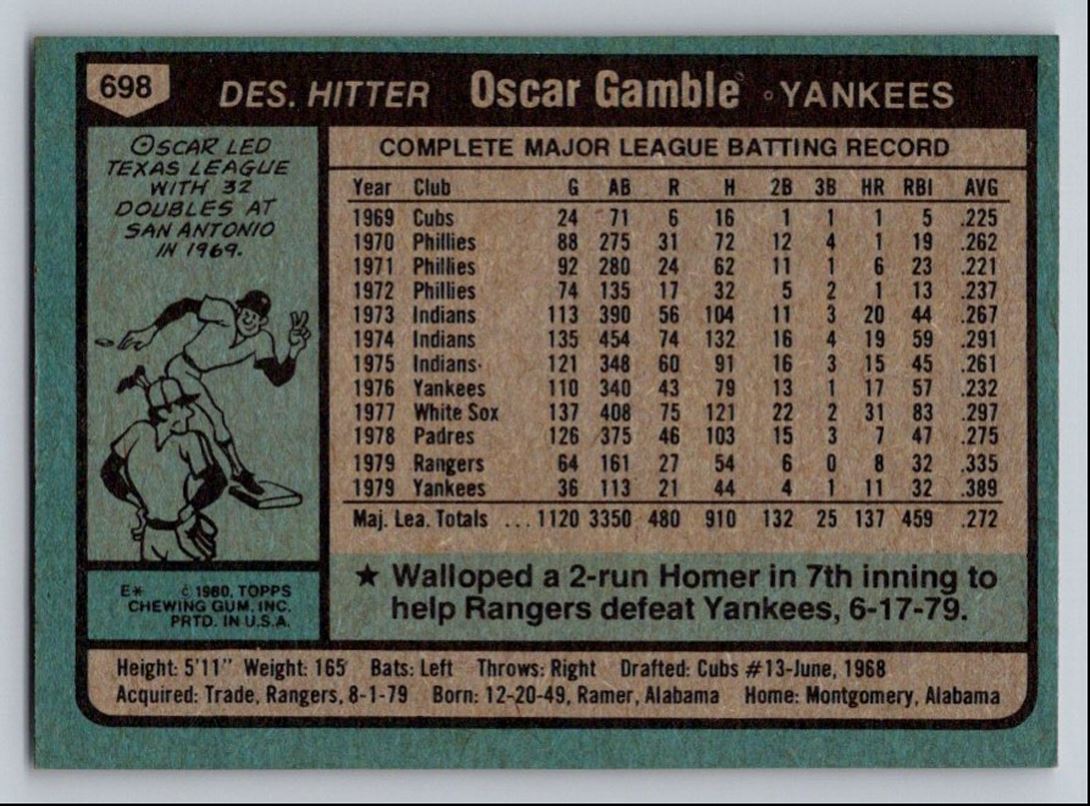 698 DES. HITTER Oscar Gamble YANKEES
OSCAR LED
TEXAS LEAGUE
WITH 32
DOUBLES AT
SAN ANTONIO
IN 1969.
COMPLETE MAJOR LEAGUE BATTING RECORD
Year Club G AB R H 2B 3B HR RBI AVG
1969 Cubs 24 71 6 16 1 1 1 5 .225
1970 Phillies 88 275 31 72 12 4 1 19 .262
1971 Phillies 92 280 24 62 11 1 6 23 .221
1972 Phillies 74 135 17 32 5 2 1 13 .237
1973 Indians 113 390 56 104 11 3 20 44 .267
1974 Indians 135 454 74 132 16 4 19 59 .291
1975 Indians 121 348 60 91 16 3 15 45 .261
1976 Yankees 110 340 43 79 13 1 17 57 .232
1977 White Sox 137 408 75 121 22 2 31 83 .297
1978 Padres 126 375 46 103 15 3 7 47 .275
1979 Rangers 64 161 27 54 6 0 8 32 .335
1979 Yankees 36 113 21 44 4 1 11 32 .389
Maj. Lea. Totals ... 1120 3350 480 910 132 25 137 459 .272
★ Walloped a 2-run Homer in 7th inning to
help Rangers defeat Yankees, 6-17-79.
E* © 1980, TOPPS
CHEWING GUM, INC.
PRTD. IN U.S.A.
Height: 5'11" Weight: 165 Bats: Left Throws: Right Drafted: Cubs #13-June, 1968
Acquired: Trade, Rangers, 8-1-79 Born: 12-20-49, Ramer, Alabama Home: Montgomery, Alabama